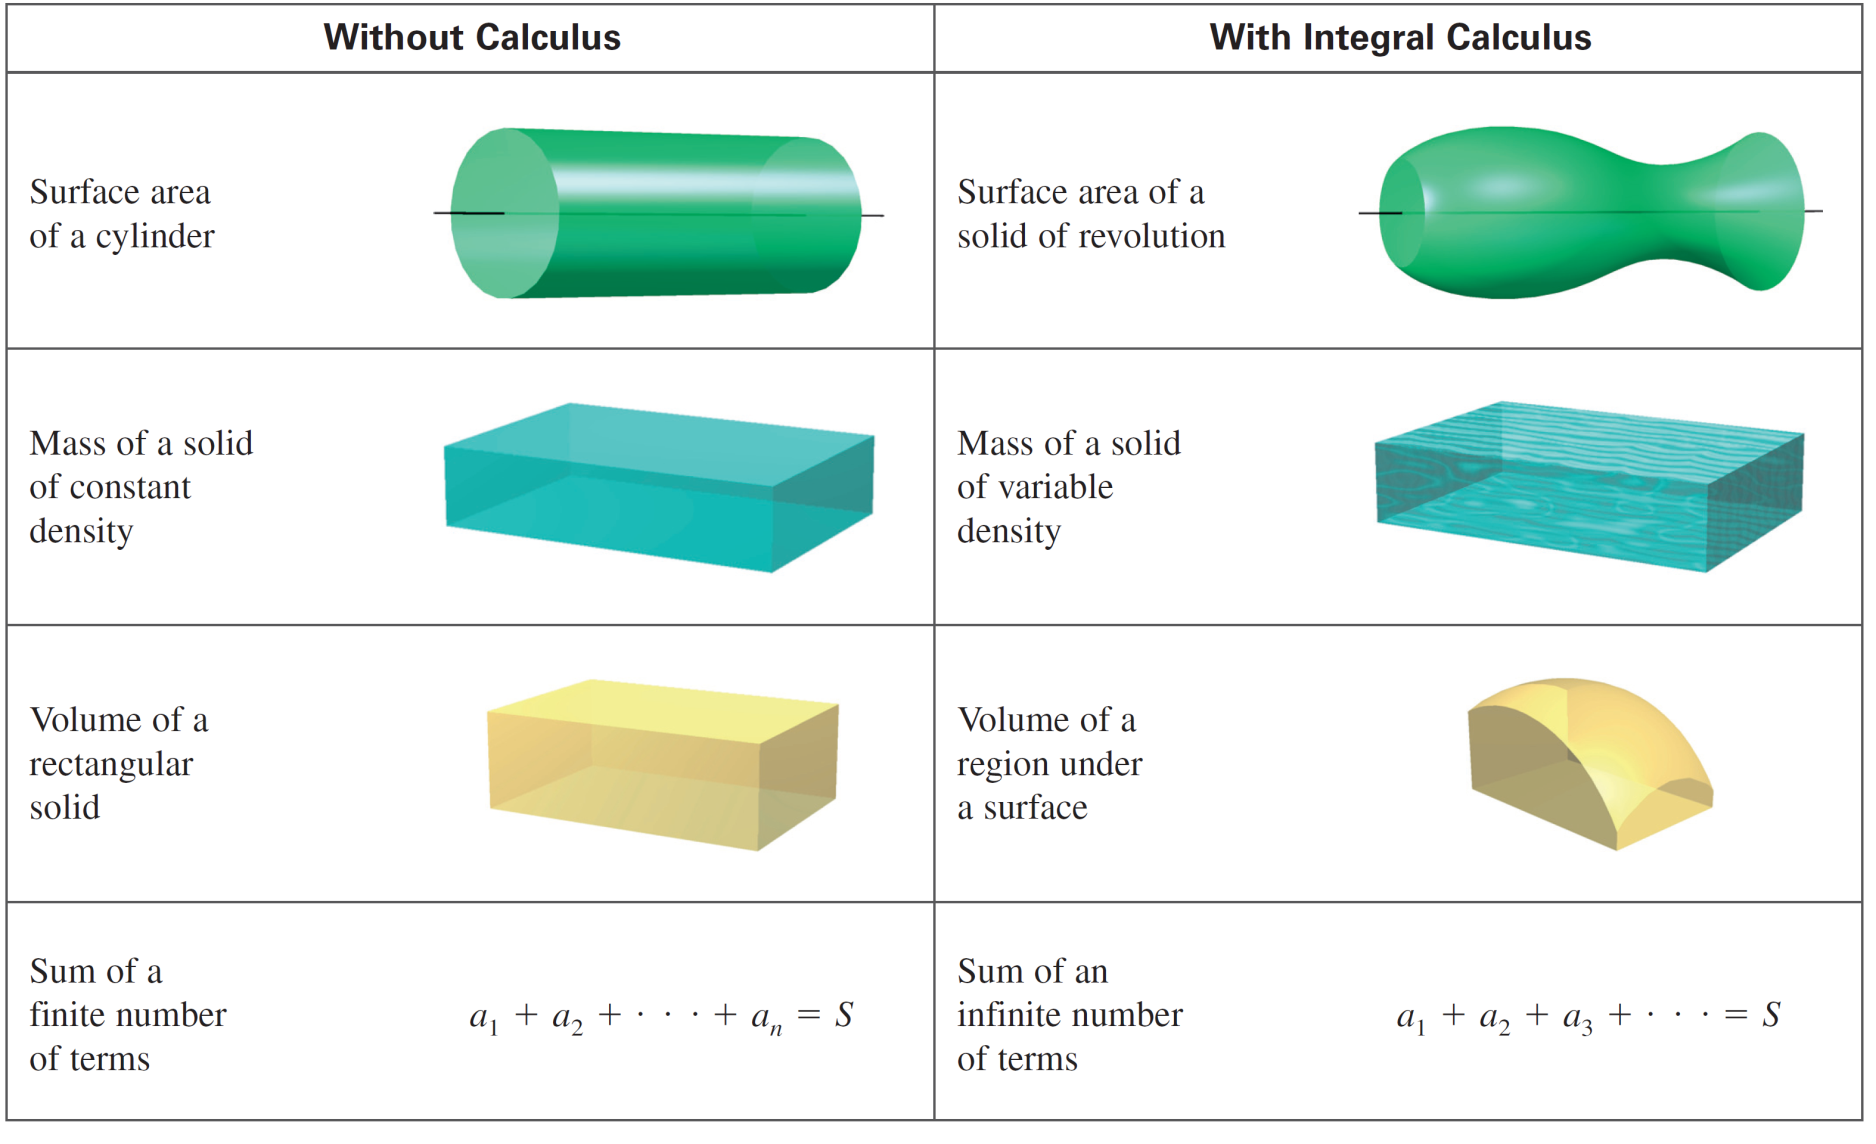 Without Calculus
With Integral Calculus
Surface area
of a cylinder
Surface area of a
solid of revolution
Mass of a solid
of constant
density
Mass of a solid
of variable
density
Volume of a
rectangular
solid
Volume of a
region under
a surface
Sum of a
finite number
of terms
a₁ + a₂ + · · · + aₙ = S
Sum of an
infinite number
of terms
a₁ + a₂ + a₃ + · · · = S